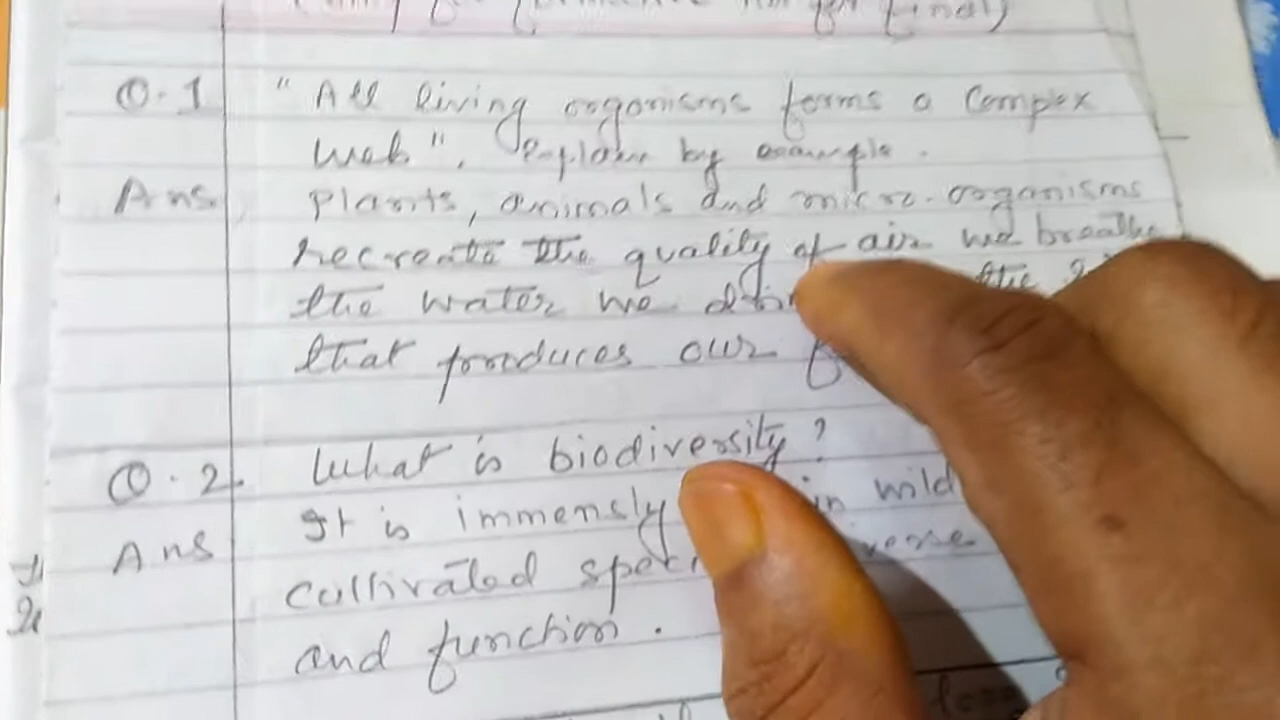 final)
Q.1 "All living organisms forms a Complex
Web". Explain by example.
Ans Plants, animals and micro-organisms
recreate the quality of air we breathe
the water we the
that produces our
Q.2. What is biodiversity?
Ans It is immensly in wild
cultivated
and function.